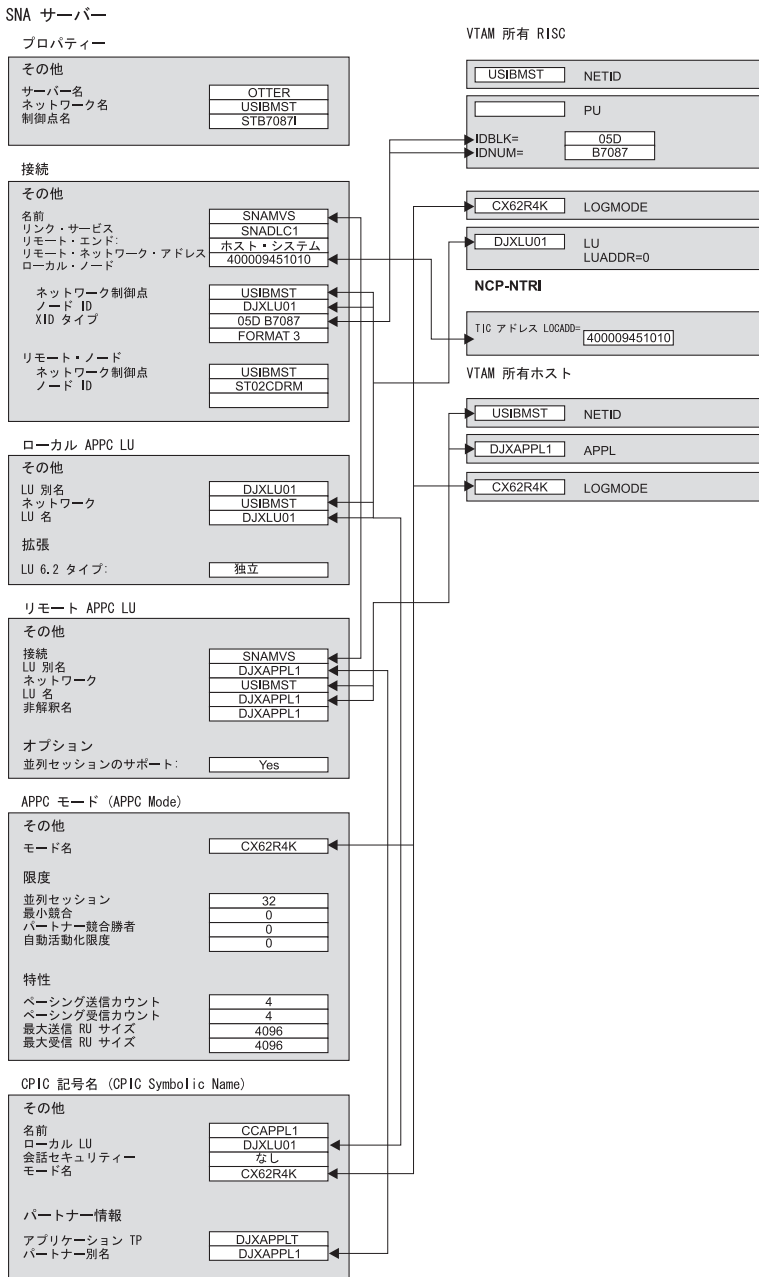 SNA サーバー
プロパティー
その他
サーバー名 OTTER
ネットワーク名 USIBMST
制御点名 STB7087I
接続
その他
名前 SNAMVS
リンク・サービス SNADLC1
リモート・エンド: ホスト・システム
リモート・ネットワーク・アドレス 400009451010
ローカル・ノード
ネットワーク制御点 USIBMST
ノード ID DJXLU01
XID タイプ 05D B7087
FORMAT 3
リモート・ノード
ネットワーク制御点 USIBMST
ノード ID ST02CDRM
ローカル APPC LU
その他
LU 別名 DJXLU01
ネットワーク USIBMST
LU 名 DJXLU01
拡張
LU 6.2 タイプ: 独立
リモート APPC LU
その他
接続 SNAMVS
LU 別名 DJXAPPL1
ネットワーク USIBMST
LU 名 DJXAPPL1
非解釈名 DJXAPPL1
オプション
並列セッションのサポート: Yes
APPC モード (APPC Mode)
その他
モード名 CX62R4K
限度
並列セッション 32
最小競合 0
パートナー競合勝者 0
自動活動化限度 0
特性
ペーシング送信カウント 4
ペーシング受信カウント 4
最大送信 RU サイズ 4096
最大受信 RU サイズ 4096
CPIC 記号名 (CPIC Symbolic Name)
その他
名前 CCAPPL1
ローカル LU DJXLU01
会話セキュリティー なし
モード名 CX62R4K
パートナー情報
アプリケーション TP DJXAPPLT
パートナー別名 DJXAPPL1
VTAM 所有 RISC
USIBMST NETID
PU
IDBLK= 05D
IDNUM= B7087
CX62R4K LOGMODE
DJXLU01 LU
LUADDR=0
NCP-NTRI
TIC アドレス LOCADD= 400009451010
VTAM 所有ホスト
USIBMST NETID
DJXAPPL1 APPL
CX62R4K LOGMODE